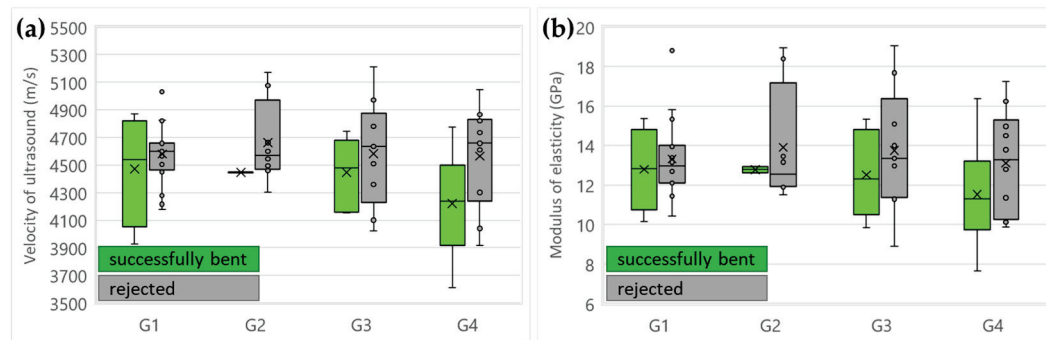 (a)
Velocity of ultrasound (m/s)
5500
5300
5100
4900
4700
4500
4300
4100
3900
3700
3500
successfully bent
rejected
G1 G2 G3 G4
(b)
Modulus of elasticity (GPa)
20
18
16
14
12
10
8
6
successfully bent
rejected
G1 G2 G3 G4